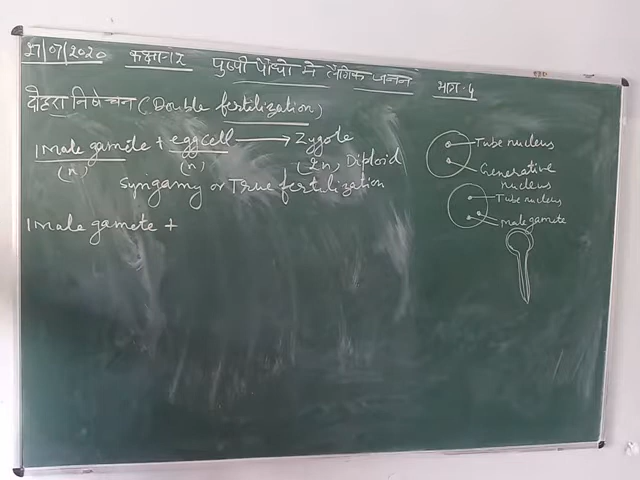 27/07/2020 कक्षा-12 पुष्पी पौधों में लैंगिक जनन भाग-4
दोहरा निषेचन (Double fertilization)
1 Male gamete + egg cell → Zygote
(n) (n) (2n) Diploid
Syngamy or True fertilization
1 Male gamete +
Tube nucleus
Generative
nucleus
Tube nucleus
male gamete